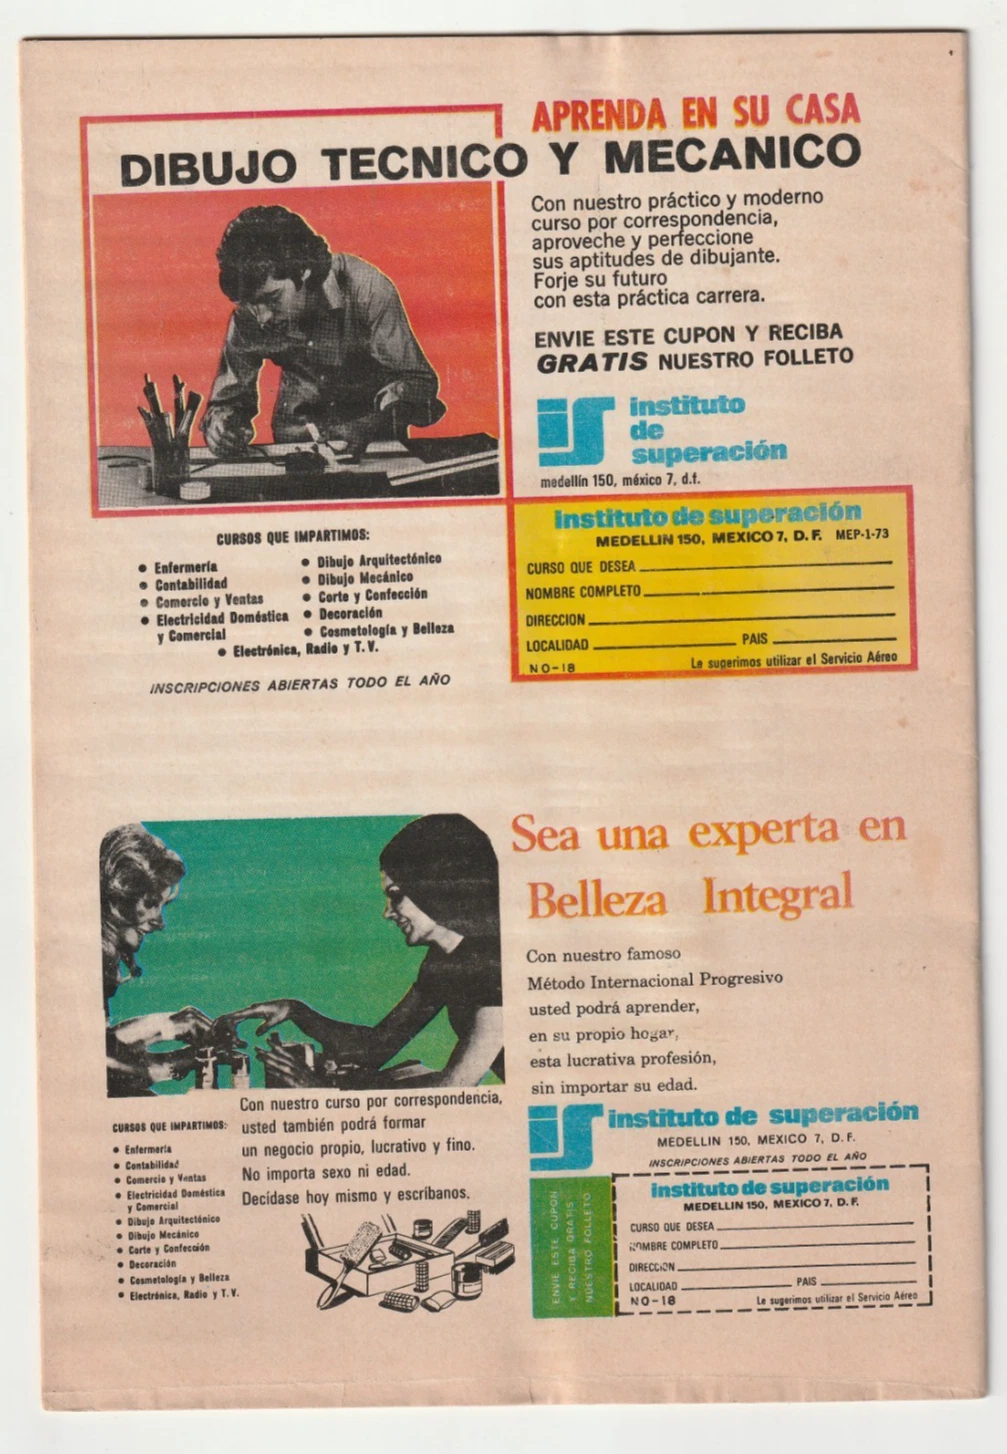 APRENDA EN SU CASA
DIBUJO TECNICO Y MECANICO
Con nuestro práctico y moderno
curso por correspondencia,
aproveche y perfeccione
sus aptitudes de dibujante.
Forje su futuro
con esta práctica carrera.
ENVIE ESTE CUPON Y RECIBA
GRATIS NUESTRO FOLLETO
is
instituto
de
superación
medellín 150, méxico 7, d.f.
CURSOS QUE IMPARTIMOS:
• Enfermería
• Contabilidad
• Comercio y Ventas
• Electricidad Doméstica
y Comercial
• Dibujo Arquitectónico
• Dibujo Mecánico
• Corte y Confección
• Decoración
• Cosmetología y Belleza
• Electrónica, Radio y T.V.
INSCRIPCIONES ABIERTAS TODO EL AÑO
instituto de superación
MEDELLIN 150, MEXICO 7, D. F. MEP-1-73
CURSO QUE DESEA
NOMBRE COMPLETO
DIRECCION
LOCALIDAD PAIS
NO-18 Le sugerimos utilizar el Servicio Aéreo
Sea una experta en
Belleza Integral
Con nuestro famoso
Método Internacional Progresivo
usted podrá aprender,
en su propio hogar,
esta lucrativa profesión,
sin importar su edad.
Con nuestro curso por correspondencia,
usted también podrá formar
un negocio propio, lucrativo y fino.
No importa sexo ni edad.
Decídase hoy mismo y escríbanos.
CURSOS QUE IMPARTIMOS:
• Enfermería
• Contabilidad
• Comercio y Ventas
• Electricidad Doméstica
y Comercial
• Dibujo Arquitectónico
• Dibujo Mecánico
• Corte y Confección
• Decoración
• Cosmetología y Belleza
• Electrónica, Radio y T.V.
is instituto de superación
MEDELLIN 150, MEXICO 7, D. F.
INSCRIPCIONES ABIERTAS TODO EL AÑO
ENVIE ESTE CUPON
Y RECIBA GRATIS
NUESTRO FOLLETO
instituto de superación
MEDELLIN 150, MEXICO 7, D. F.
CURSO QUE DESEA
NOMBRE COMPLETO
DIRECCION
LOCALIDAD PAIS
NO-18 Le sugerimos utilizar el Servicio Aéreo